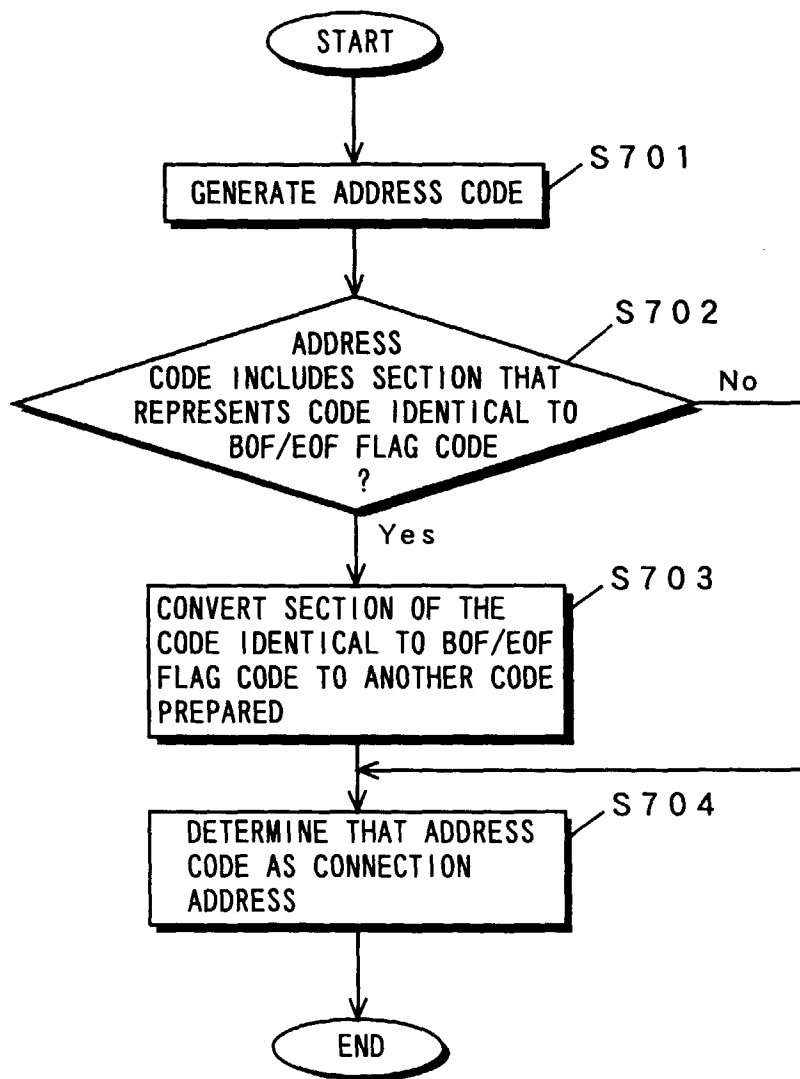 START
S701
GENERATE ADDRESS CODE
S702
ADDRESS
CODE INCLUDES SECTION THAT
REPRESENTS CODE IDENTICAL TO
BOF/EOF FLAG CODE
?
No
Yes
S703
CONVERT SECTION OF THE
CODE IDENTICAL TO BOF/EOF
FLAG CODE TO ANOTHER CODE
PREPARED
S704
DETERMINE THAT ADDRESS
CODE AS CONNECTION
ADDRESS
END